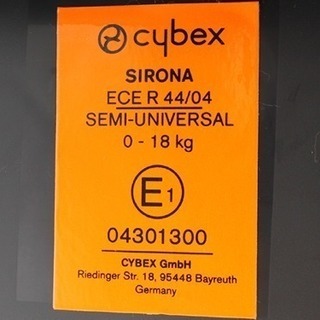 cybex
SIRONA
ECE R 44/04
SEMI-UNIVERSAL
0 - 18 kg
E1
04301300
CYBEX GmbH
Riedinger Str. 18, 95448 Bayreuth
Germany